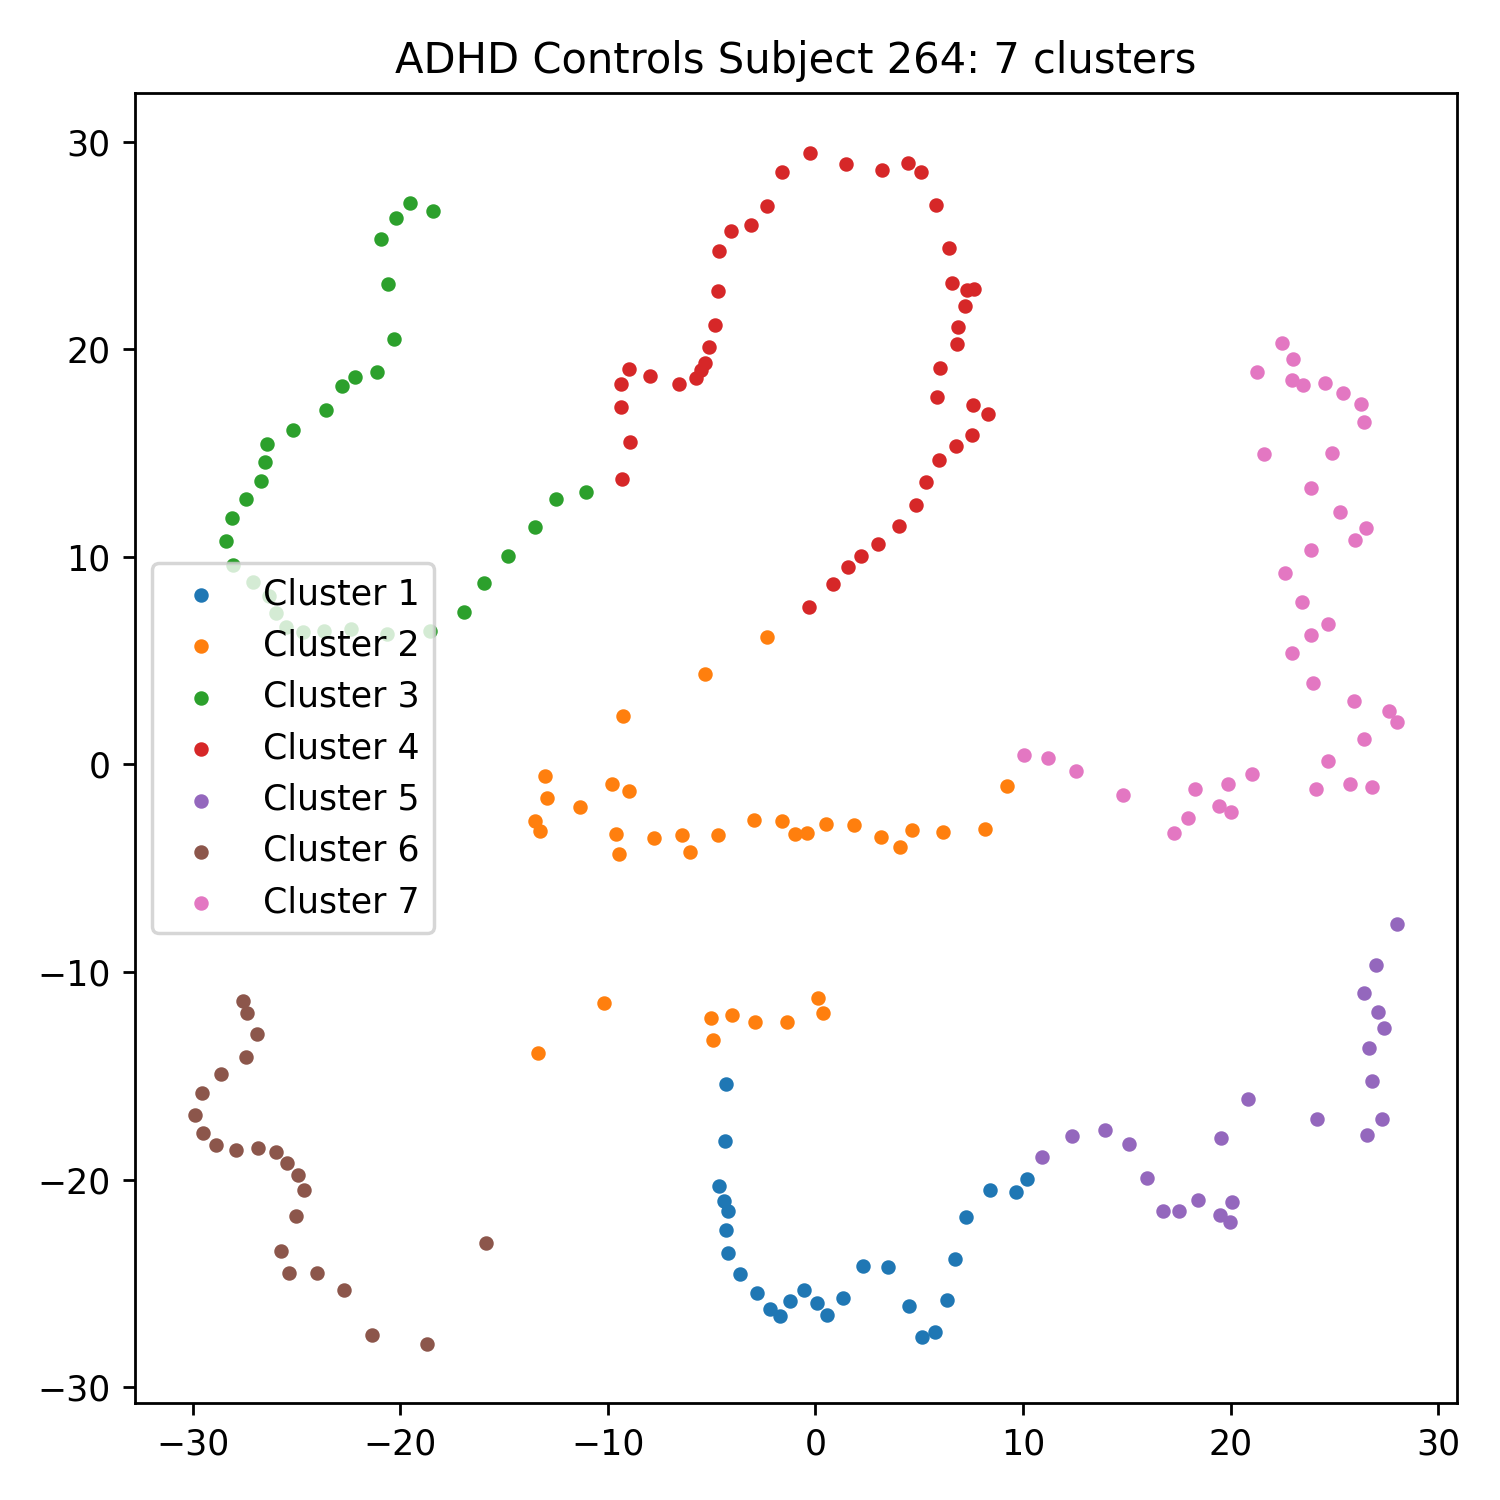 ADHD Controls Subject 264: 7 clusters
30
20
10
0
−10
−20
−30
Cluster 1
Cluster 2
Cluster 3
Cluster 4
Cluster 5
Cluster 6
Cluster 7
−30 −20 −10 0 10 20 30